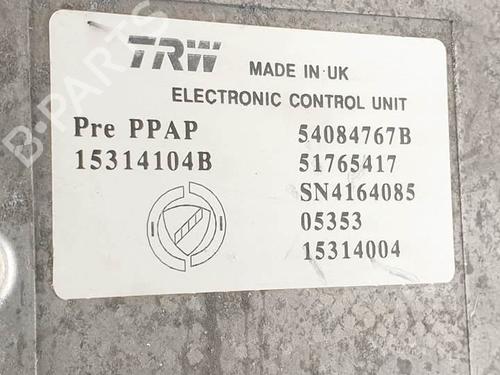 TRW MADE IN UK
ELECTRONIC CONTROL UNIT
Pre PPAP 54084767B
15314104B 51765417
SN4164085
05353
15314004
B-PARTS